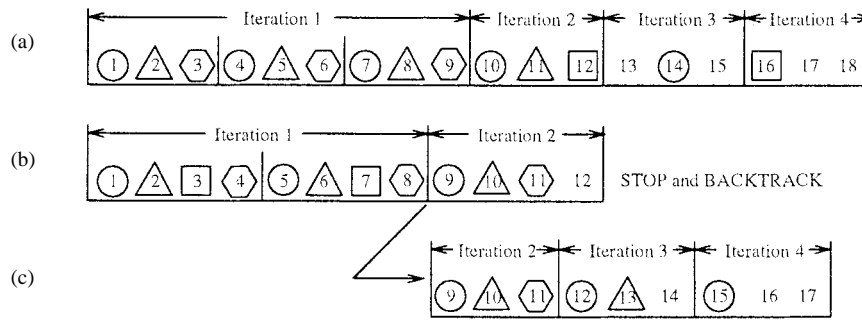 Iteration 1 Iteration 2 Iteration 3 Iteration 4
(a)
1 2 3 4 5 6 7 8 9 10 11 12 13 14 15 16 17 18
Iteration 1 Iteration 2
(b)
1 2 3 4 5 6 7 8 9 10 11 12 STOP and BACKTRACK
Iteration 2 Iteration 3 Iteration 4
(c)
9 10 11 12 13 14 15 16 17